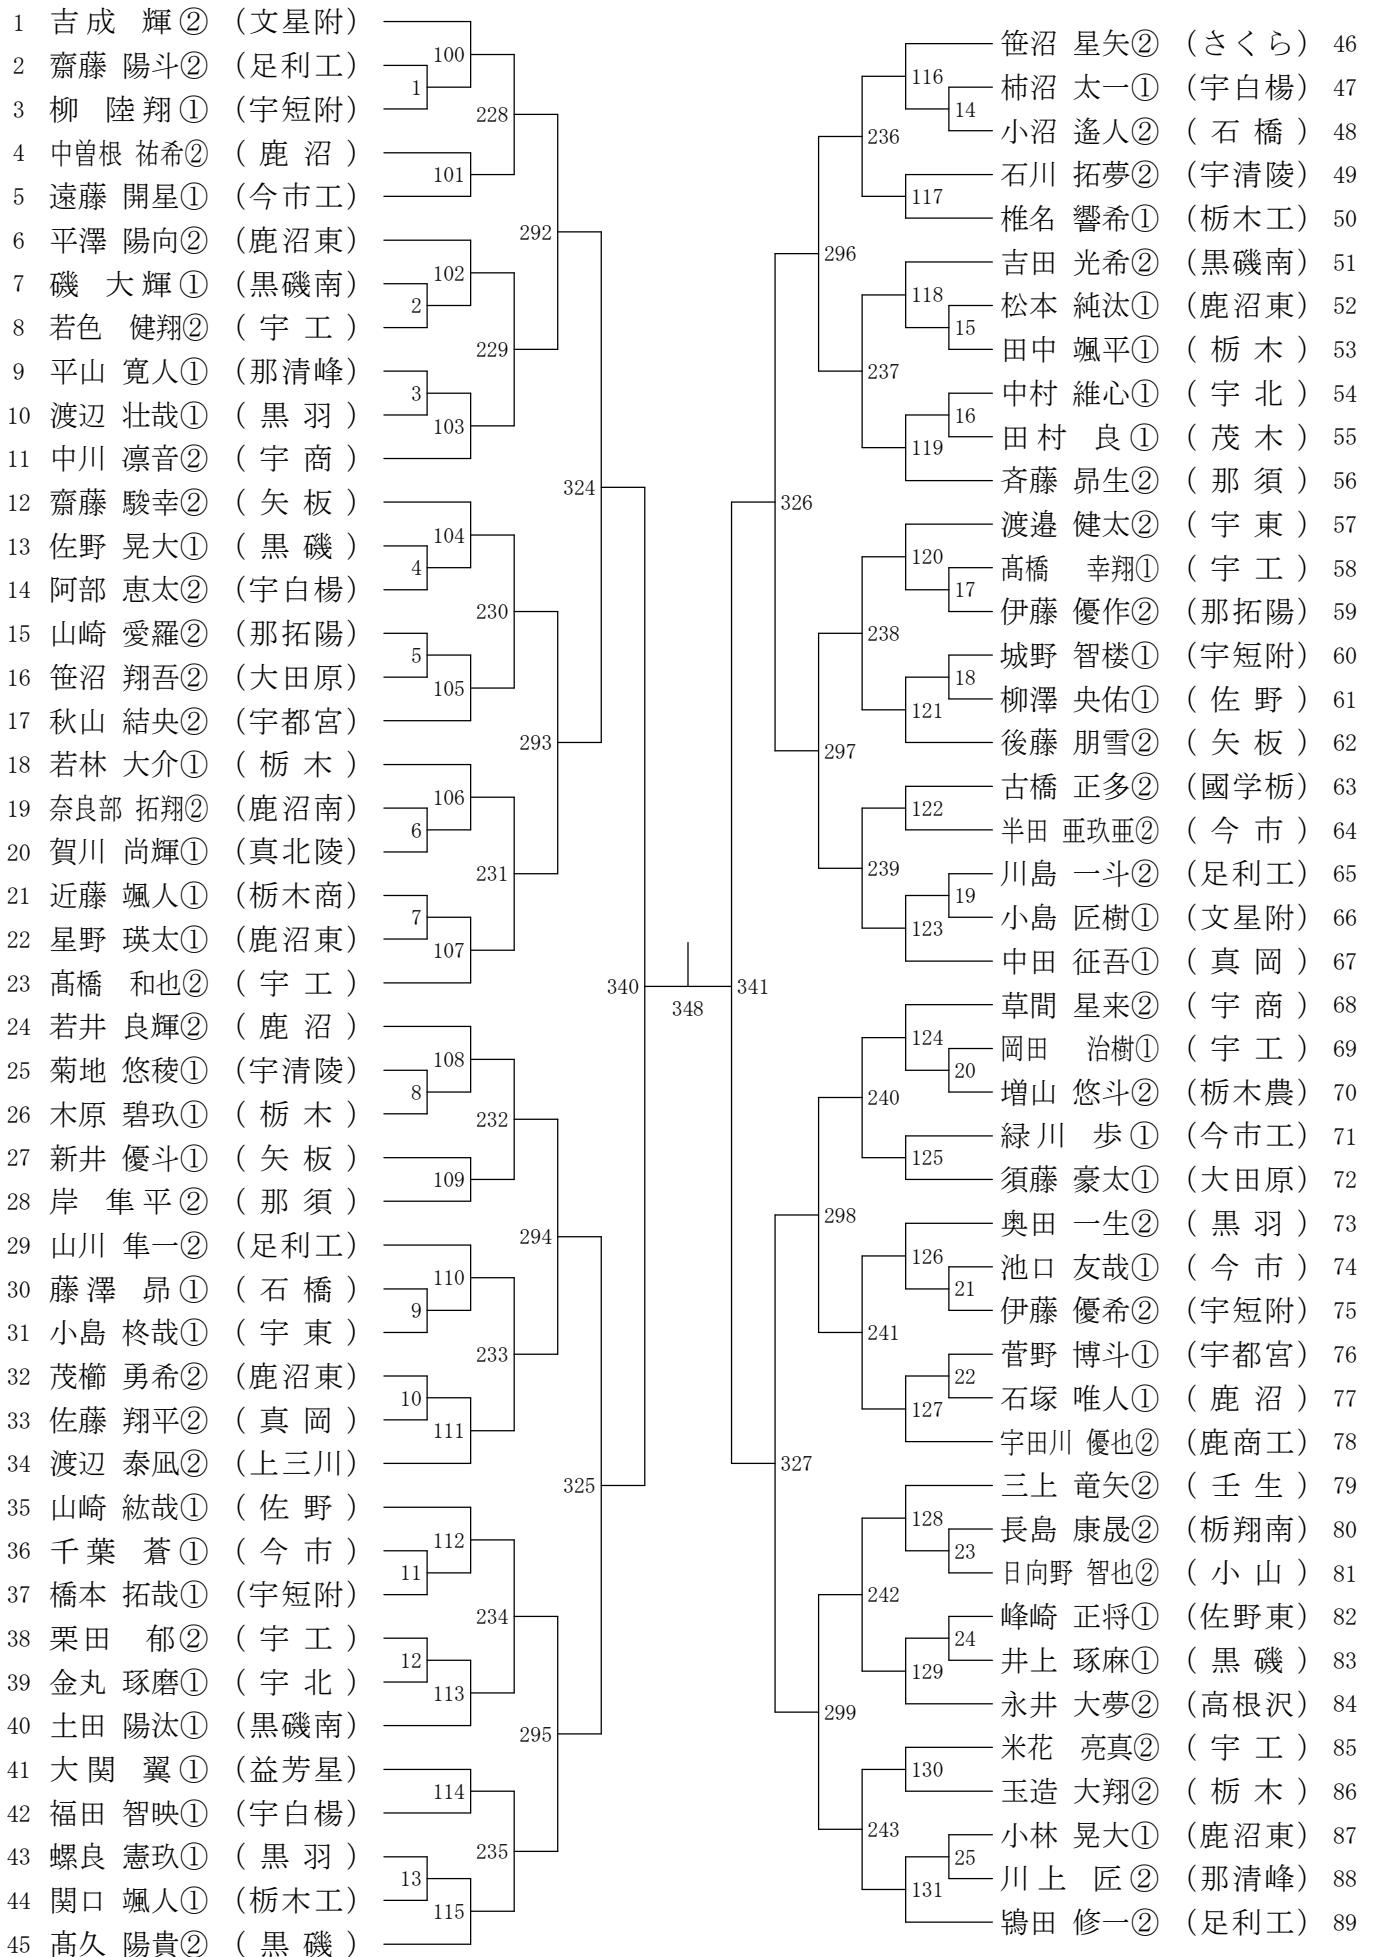 1 吉成 輝② (文星附)
2 齋藤 陽斗② (足利工)
3 柳 陸翔① (宇短附)
4 中曽根 祐希② (鹿沼)
5 遠藤 開星① (今市工)
6 平澤 陽向② (鹿沼東)
7 磯 大輝① (黒磯南)
8 若色 健翔② (宇工)
9 平山 寛人① (那清峰)
10 渡辺 壮哉① (黒羽)
11 中川 凛音② (宇商)
12 齋藤 駿幸② (矢板)
13 佐野 晃大① (黒磯)
14 阿部 恵太② (宇白楊)
15 山崎 愛羅② (那拓陽)
16 笹沼 翔吾② (大田原)
17 秋山 結央② (宇都宮)
18 若林 大介① (栃木)
19 奈良部 拓翔② (鹿沼南)
20 賀川 尚輝① (真北陵)
21 近藤 颯人① (栃木商)
22 星野 瑛太① (鹿沼東)
23 髙橋 和也② (宇工)
24 若井 良輝② (鹿沼)
25 菊地 悠稜① (宇清陵)
26 木原 碧玖① (栃木)
27 新井 優斗① (矢板)
28 岸 隼平② (那須)
29 山川 隼一② (足利工)
30 藤澤 昴① (石橋)
31 小島 柊哉① (宇東)
32 茂櫛 勇希② (鹿沼東)
33 佐藤 翔平② (真岡)
34 渡辺 泰凪② (上三川)
35 山崎 紘哉① (佐野)
36 千葉 蒼① (今市)
37 橋本 拓哉① (宇短附)
38 栗田 郁② (宇工)
39 金丸 琢磨① (宇北)
40 土田 陽汰① (黒磯南)
41 大関 翼① (益芳星)
42 福田 智映① (宇白楊)
43 螺良 憲玖① (黒羽)
44 関口 颯人① (栃木工)
45 髙久 陽貴② (黒磯)
1
2
3
4
5
6
7
8
9
10
11
12
13
100
101
102
103
104
105
106
107
108
109
110
111
112
113
114
115
228
229
230
231
232
233
234
235
292
293
294
295
324
325
340
348
341
326
327
296
297
298
299
236
237
238
239
240
241
242
243
116
117
118
119
120
121
122
123
124
125
126
127
128
129
130
131
14
15
16
17
18
19
20
21
22
23
24
25
笹沼 星矢② (さくら) 46
柿沼 太一① (宇白楊) 47
小沼 遙人② (石橋) 48
石川 拓夢② (宇清陵) 49
椎名 響希① (栃木工) 50
吉田 光希② (黒磯南) 51
松本 純汰① (鹿沼東) 52
田中 颯平① (栃木) 53
中村 維心① (宇北) 54
田村 良① (茂木) 55
斉藤 昴生② (那須) 56
渡邉 健太② (宇東) 57
髙橋 幸翔① (宇工) 58
伊藤 優作② (那拓陽) 59
城野 智楼① (宇短附) 60
柳澤 央佑① (佐野) 61
後藤 朋雪② (矢板) 62
古橋 正多② (國学栃) 63
半田 亜玖亜② (今市) 64
川島 一斗② (足利工) 65
小島 匠樹① (文星附) 66
中田 征吾① (真岡) 67
草間 星来② (宇商) 68
岡田 治樹① (宇工) 69
増山 悠斗② (栃木農) 70
緑川 歩① (今市工) 71
須藤 豪太① (大田原) 72
奥田 一生② (黒羽) 73
池口 友哉① (今市) 74
伊藤 優希② (宇短附) 75
菅野 博斗① (宇都宮) 76
石塚 唯人① (鹿沼) 77
宇田川 優也② (鹿商工) 78
三上 竜矢② (壬生) 79
長島 康晟② (栃翔南) 80
日向野 智也② (小山) 81
峰崎 正将① (佐野東) 82
井上 琢麻① (黒磯) 83
永井 大夢② (高根沢) 84
米花 亮真② (宇工) 85
玉造 大翔② (栃木) 86
小林 晃大① (鹿沼東) 87
川上 匠② (那清峰) 88
鴇田 修一② (足利工) 89